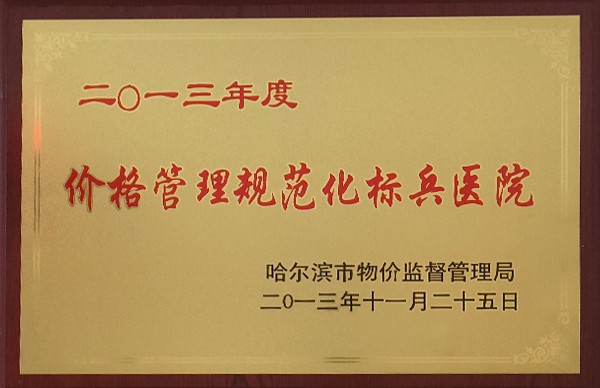 二〇一三年度
价格管理规范化标兵医院
哈尔滨市物价监督管理局
二〇一三年十一月二十五日